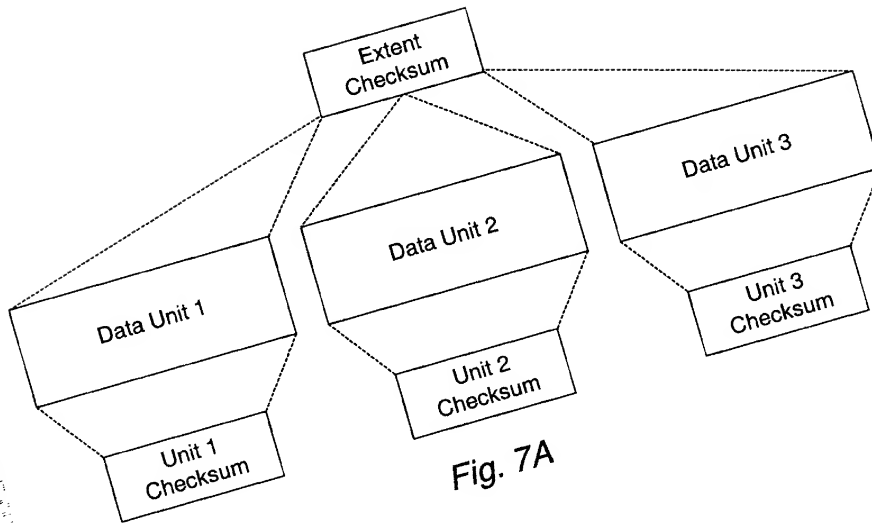 Extent
Checksum
Data Unit 1
Data Unit 2
Data Unit 3
Unit 1
Checksum
Unit 2
Checksum
Unit 3
Checksum
Fig. 7A